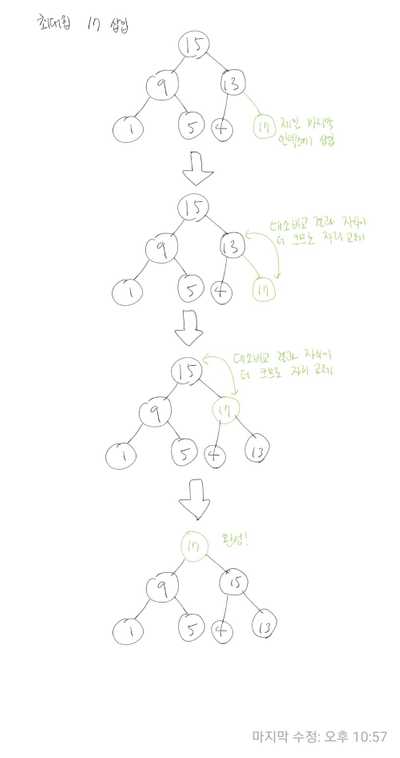 최대힙 17 삽입
15
9 13
1 5 4 17 제일 마지막
인덱스에 삽입
15
대소비교 결과 자식이
9 13 더 크므로 자리 교체
1 5 4 17
15 대소비교 결과 자식이
더 크므로 자리 교체
9 17
1 5 4 13
17 완성!
9 15
1 5 4 13
마지막 수정: 오후 10:57